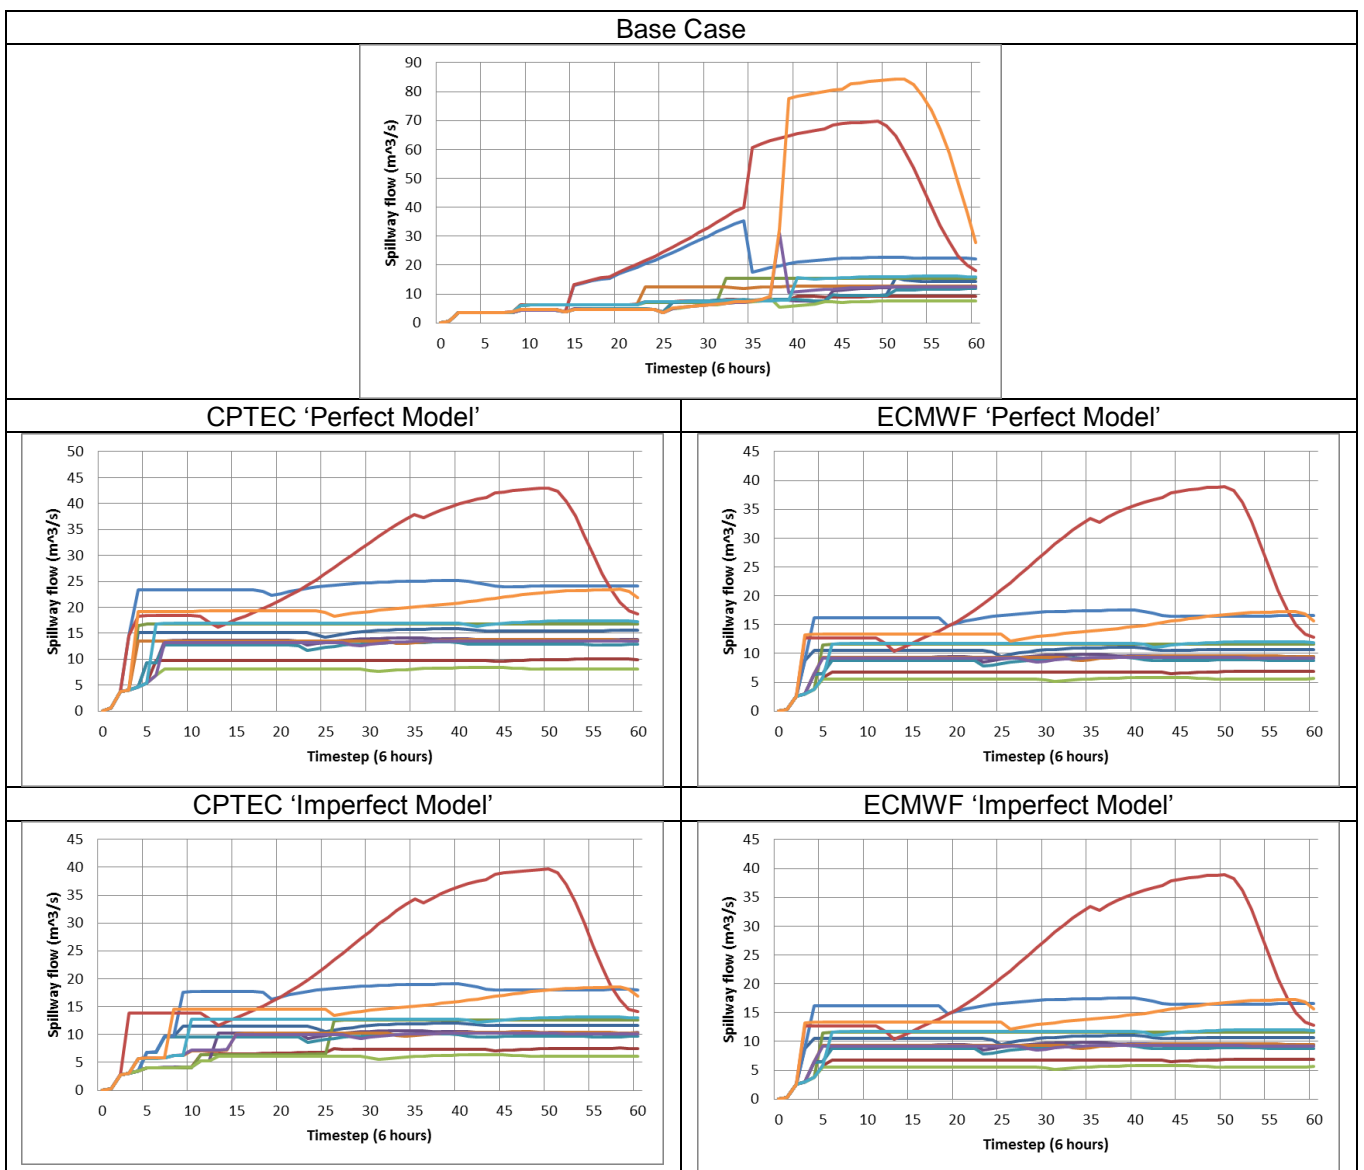 Base Case
90
80
70
60
50
40
30
20
10
0
Spillway flow (m^3/s)
0 5 10 15 20 25 30 35 40 45 50 55 60
Timestep (6 hours)
CPTEC ‘Perfect Model’
50
45
40
35
30
25
20
15
10
5
0
Spillway flow (m^3/s)
0 5 10 15 20 25 30 35 40 45 50 55 60
Timestep (6 hours)
ECMWF ‘Perfect Model’
45
40
35
30
25
20
15
10
5
0
Spillway flow (m^3/s)
0 5 10 15 20 25 30 35 40 45 50 55 60
Timestep (6 hours)
CPTEC ‘Imperfect Model’
45
40
35
30
25
20
15
10
5
0
Spillway flow (m^3/s)
0 5 10 15 20 25 30 35 40 45 50 55 60
Timestep (6 hours)
ECMWF ‘Imperfect Model’
45
40
35
30
25
20
15
10
5
0
Spillway flow (m^3/s)
0 5 10 15 20 25 30 35 40 45 50 55 60
Timestep (6 hours)